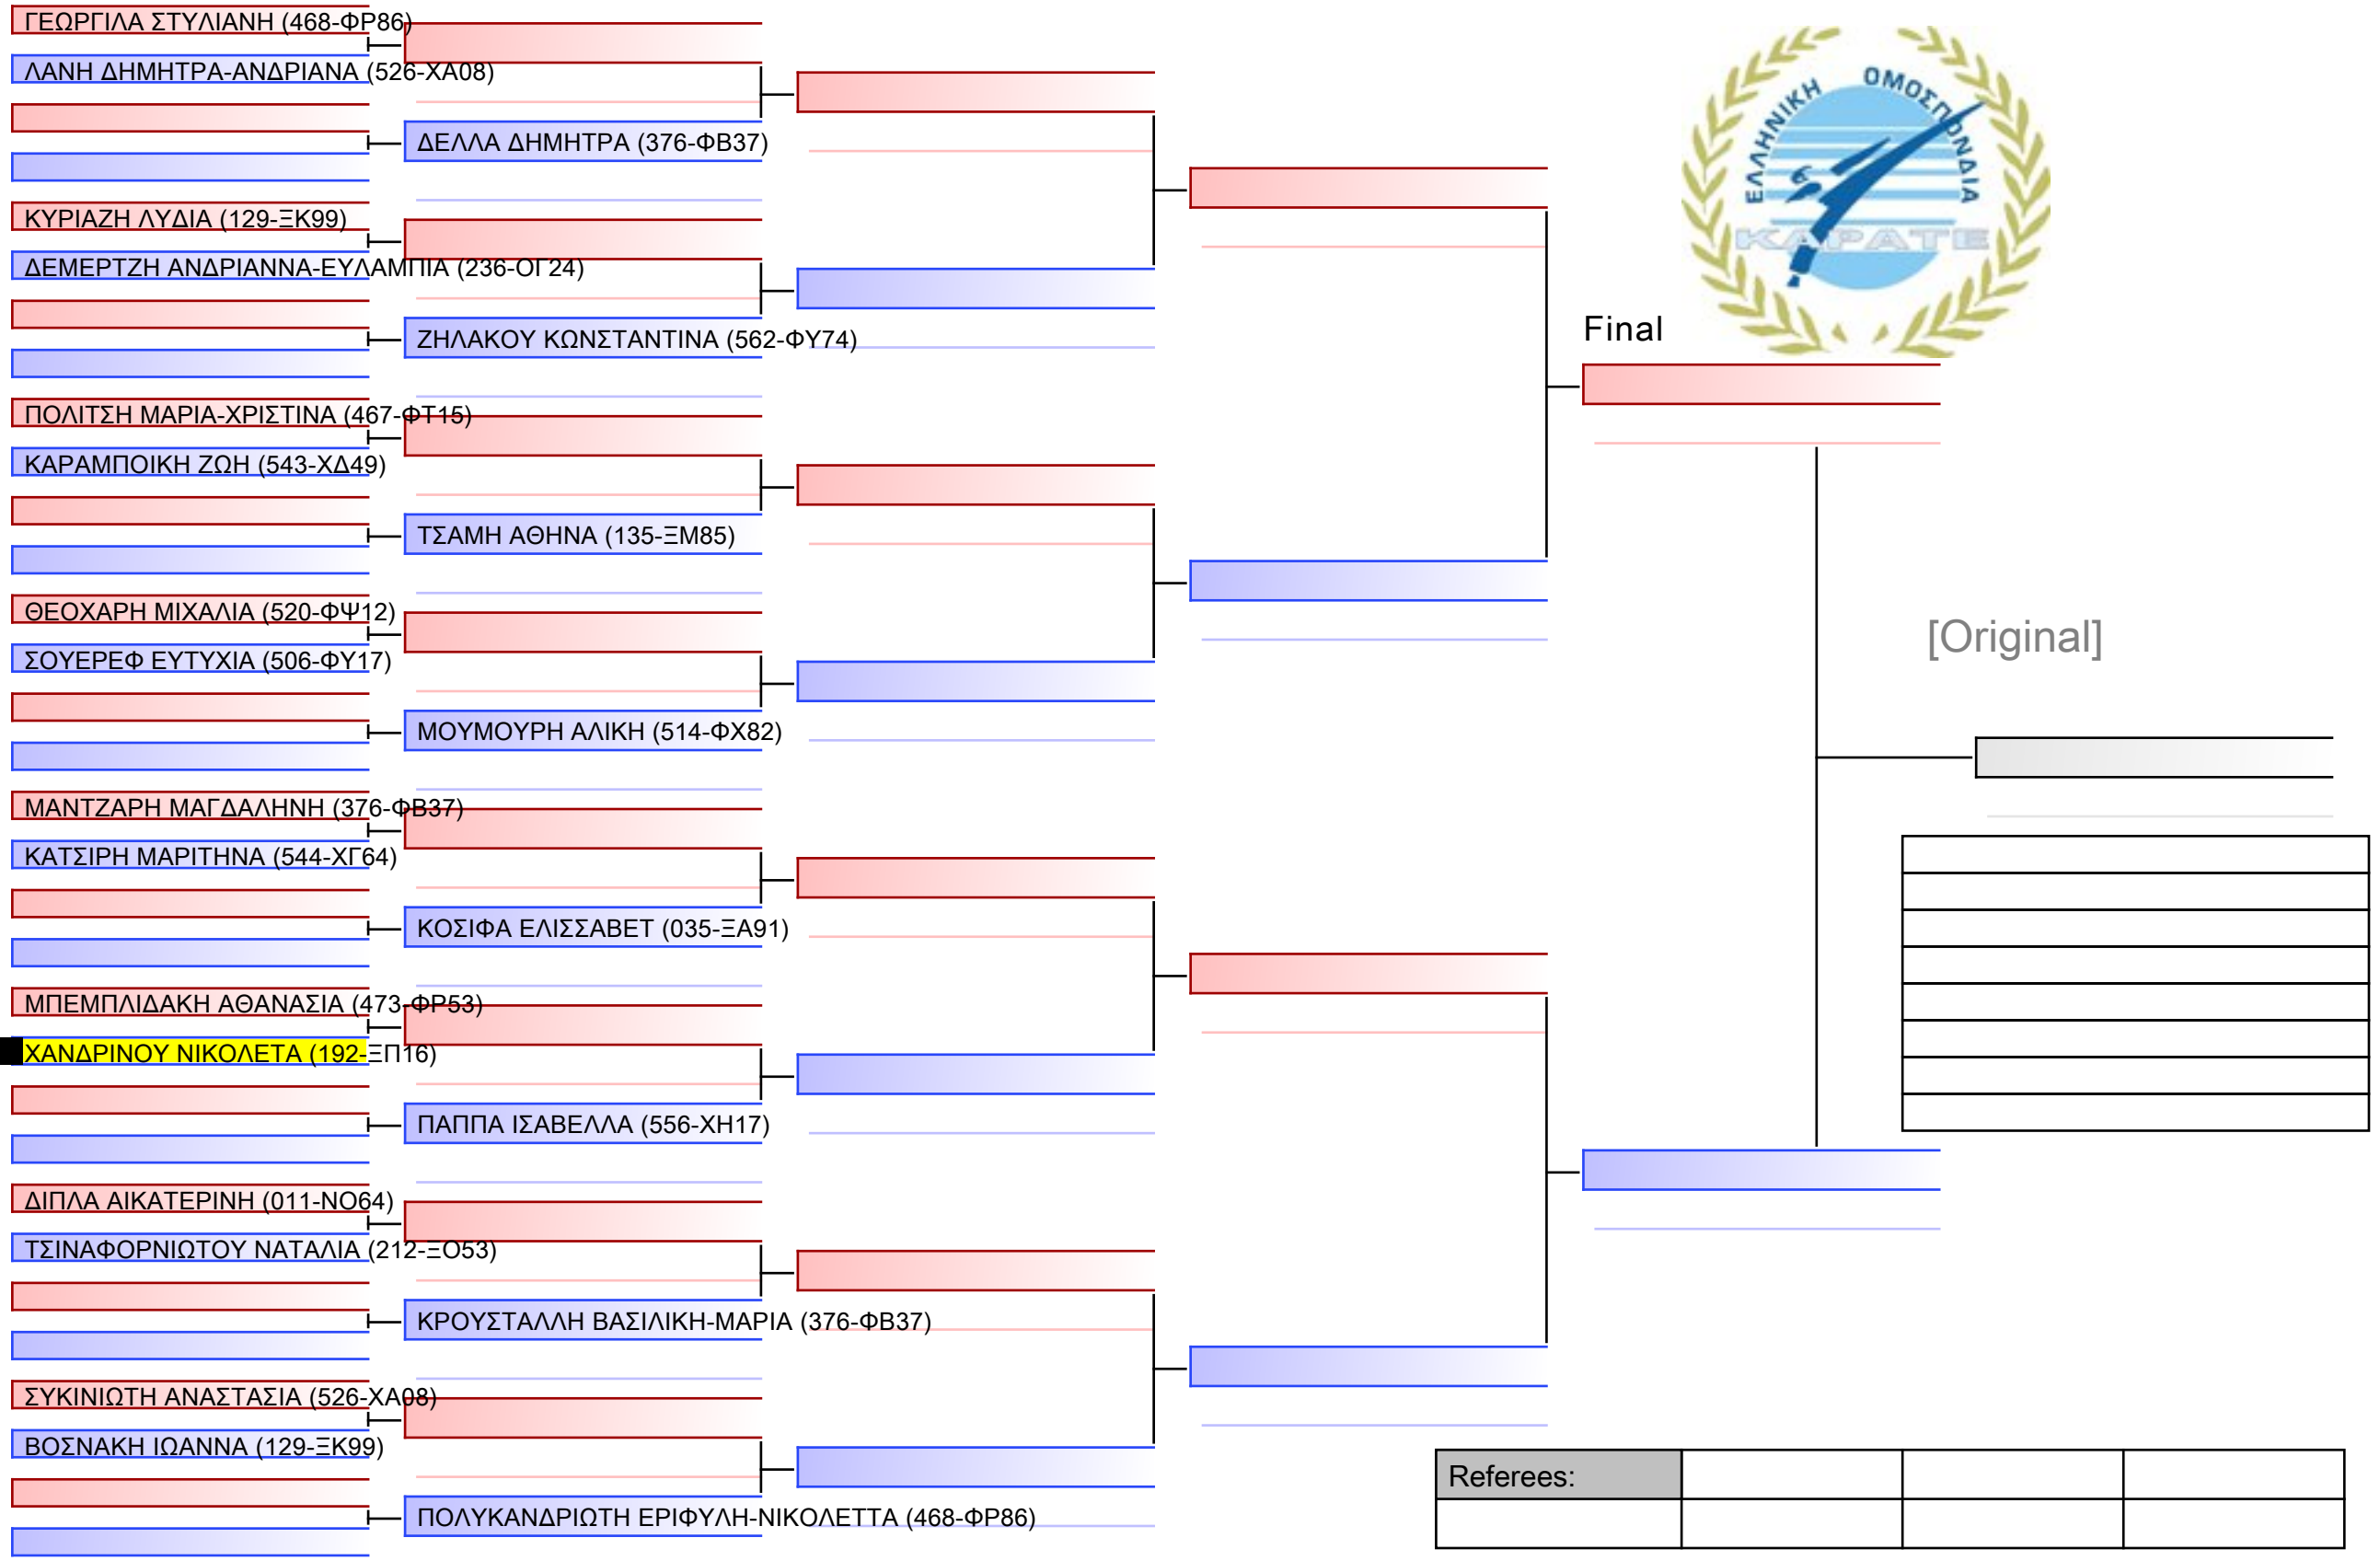 ΓΕΩΡΓΙΛΑ ΣΤΥΛΙΑΝΗ (468-ΦΡ86)
ΛΑΝΗ ΔΗΜΗΤΡΑ-ΑΝΔΡΙΑΝΑ (526-ΧΑ08)
ΔΕΛΛΑ ΔΗΜΗΤΡΑ (376-ΦΒ37)
ΚΥΡΙΑΖΗ ΛΥΔΙΑ (129-ΞΚ99)
ΔΕΜΕΡΤΖΗ ΑΝΔΡΙΑΝΝΑ-ΕΥΛΑΜΠΙΑ (236-ΟΓ24)
ΖΗΛΑΚΟΥ ΚΩΝΣΤΑΝΤΙΝΑ (562-ΦΥ74)
ΠΟΛΙΤΣΗ ΜΑΡΙΑ-ΧΡΙΣΤΙΝΑ (467-ΦΤ15)
ΚΑΡΑΜΠΟΙΚΗ ΖΩΗ (543-ΧΔ49)
ΤΣΑΜΗ ΑΘΗΝΑ (135-ΞΜ85)
ΘΕΟΧΑΡΗ ΜΙΧΑΛΙΑ (520-ΦΨ12)
ΣΟΥΕΡΕΦ ΕΥΤΥΧΙΑ (506-ΦΥ17)
ΜΟΥΜΟΥΡΗ ΑΛΙΚΗ (514-ΦΧ82)
ΜΑΝΤΖΑΡΗ ΜΑΓΔΑΛΗΝΗ (376-ΦΒ37)
ΚΑΤΣΙΡΗ ΜΑΡΙΤΗΝΑ (544-ΧΓ64)
ΚΟΣΙΦΑ ΕΛΙΣΣΑΒΕΤ (035-ΞΑ91)
ΜΠΕΜΠΛΙΔΑΚΗ ΑΘΑΝΑΣΙΑ (473-ΦΡ53)
ΧΑΝΔΡΙΝΟΥ ΝΙΚΟΛΕΤΑ (192-ΞΠ16)
ΠΑΠΠΑ ΙΣΑΒΕΛΛΑ (556-ΧΗ17)
ΔΙΠΛΑ ΑΙΚΑΤΕΡΙΝΗ (011-ΝΟ64)
ΤΣΙΝΑΦΟΡΝΙΩΤΟΥ ΝΑΤΑΛΙΑ (212-ΞΟ53)
ΚΡΟΥΣΤΑΛΛΗ ΒΑΣΙΛΙΚΗ-ΜΑΡΙΑ (376-ΦΒ37)
ΣΥΚΙΝΙΩΤΗ ΑΝΑΣΤΑΣΙΑ (526-ΧΑ08)
ΒΟΣΝΑΚΗ ΙΩΑΝΝΑ (129-ΞΚ99)
ΠΟΛΥΚΑΝΔΡΙΩΤΗ ΕΡΙΦΥΛΗ-ΝΙΚΟΛΕΤΤΑ (468-ΦΡ86)
ΕΛΛΗΝΙΚΗ ΟΜΟΣΠΟΝΔΙΑ
ΚΑΡΑΤΕ
Final
[Original]
Referees: